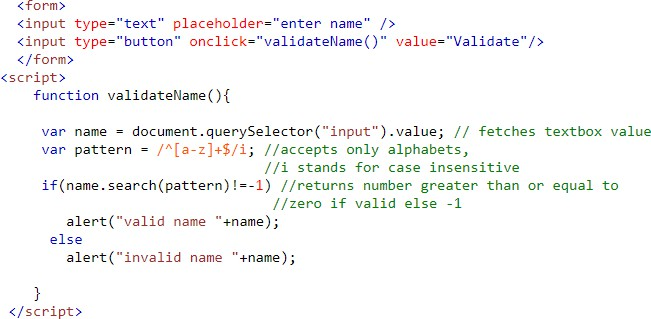 <form>
<input type="text" placeholder="enter name" />
<input type="button" onclick="validateName()" value="Validate"/>
</form>
<script>
function validateName(){
var name = document.querySelector("input").value; // fetches textbox value
var pattern = /^[a-z]+$/i; //accepts only alphabets,
//i stands for case insensitive
if(name.search(pattern)!=-1) //returns number greater than or equal to
//zero if valid else -1
alert("valid name "+name);
else
alert("invalid name "+name);
}
</script>